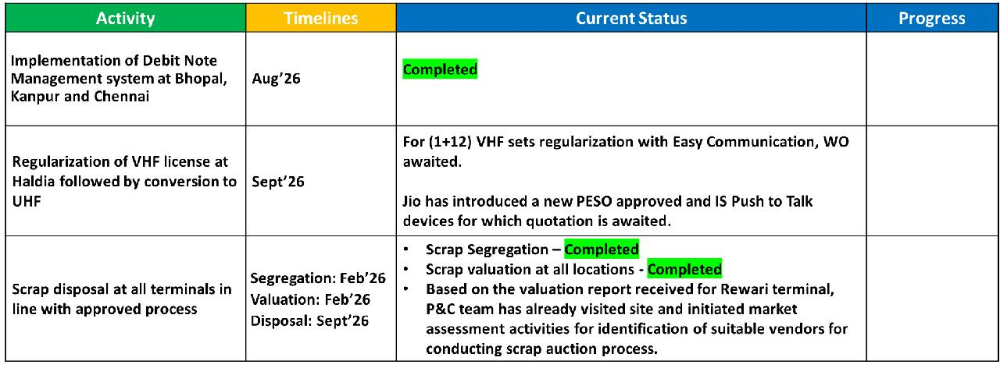 Activity
Timelines
Current Status
Progress
Implementation of Debit Note
Management system at Bhopal,
Kanpur and Chennai
Aug’26
Completed
Regularization of VHF license at
Haldia followed by conversion to
UHF
Sept’26
For (1+12) VHF sets regularization with Easy Communication, WO
awaited.
Jio has introduced a new PESO approved and IS Push to Talk
devices for which quotation is awaited.
Scrap disposal at all terminals in
line with approved process
Segregation: Feb’26
Valuation: Feb’26
Disposal: Sept’26
• Scrap Segregation – Completed
• Scrap valuation at all locations - Completed
• Based on the valuation report received for Rewari terminal,
P&C team has already visited site and initiated market
assessment activities for identification of suitable vendors for
conducting scrap auction process.